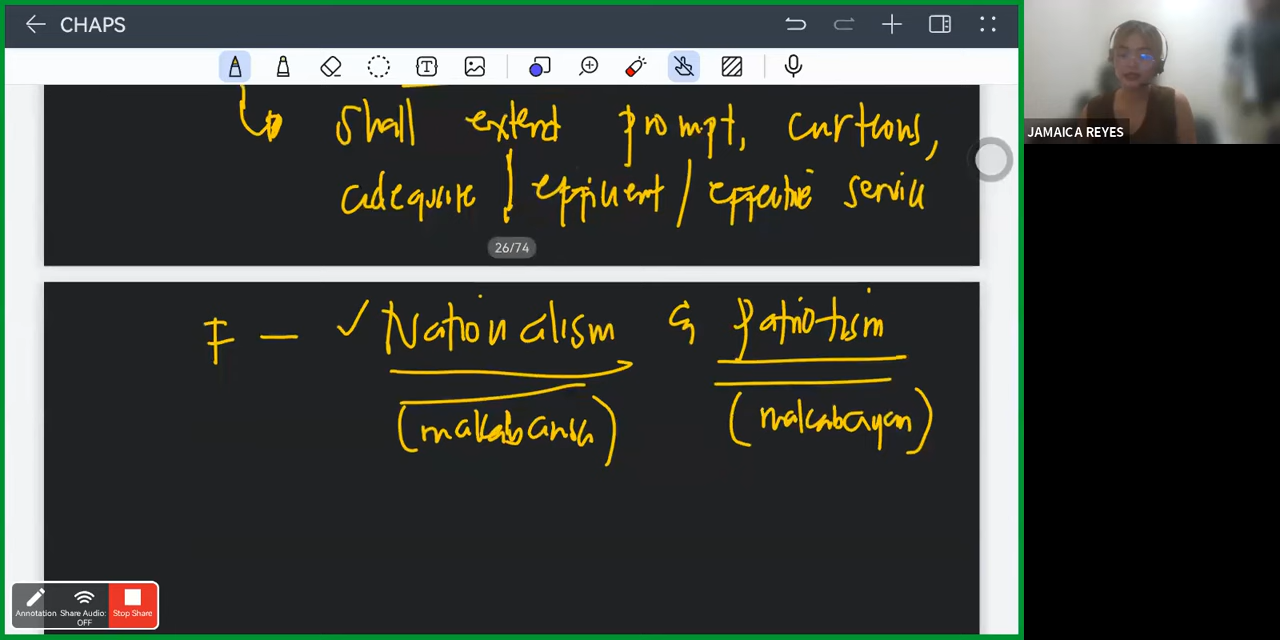 CHAPS
JAMAICA REYES
shall extend prompt, curteous,
adequate / efficient / effective service
26/74
F — ✓ Nationalism & Patriotism
(makabansa) (makabayan)
Annotation Share Audio: OFF Stop Share